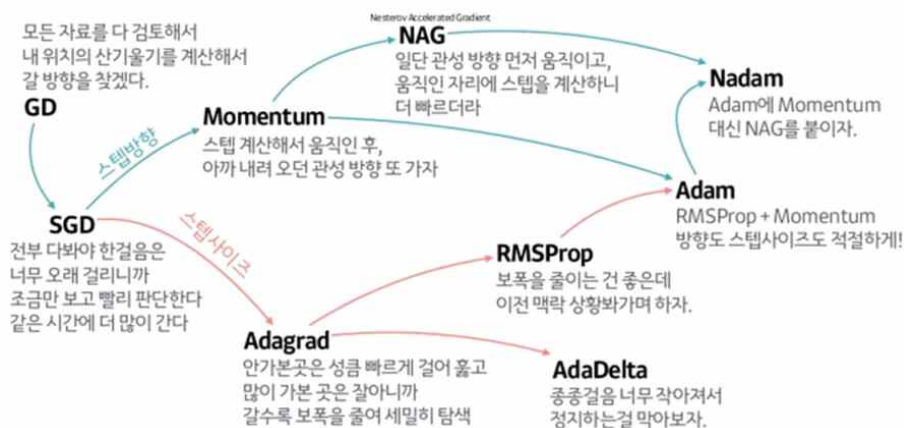 모든 자료를 다 검토해서
내 위치의 산기울기를 계산해서
갈 방향을 찾겠다.
GD
스텝방향
SGD
전부 다봐야 한걸음은
너무 오래 걸리니까
조금만 보고 빨리 판단한다
같은 시간에 더 많이 간다
스텝사이즈
Momentum
스텝 계산해서 움직인 후,
아까 내려 오던 관성 방향 또 가자
Nesterov Accelerated Gradient
NAG
일단 관성 방향 먼저 움직이고,
움직인 자리에 스텝을 계산하니
더 빠르더라
Nadam
Adam에 Momentum
대신 NAG를 붙이자.
Adam
RMSProp + Momentum
방향도 스텝사이즈도 적절하게!
RMSProp
보폭을 줄이는 건 좋은데
이전 맥락 상황봐가며 하자.
Adagrad
안가본곳은 성큼 빠르게 걸어 훑고
많이 가본 곳은 잘아니까
갈수록 보폭을 줄여 세밀히 탐색
AdaDelta
종종걸음 너무 작아져서
정지하는걸 막아보자.